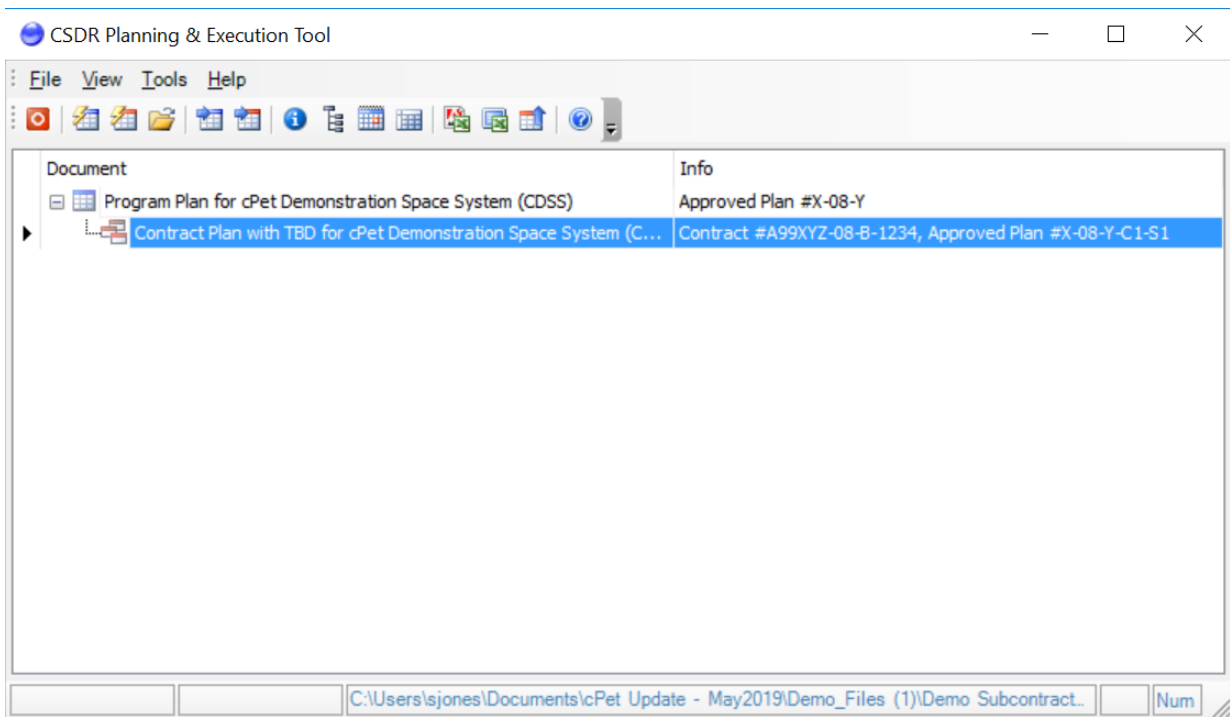 CSDR Planning & Execution Tool
File View Tools Help
Document Info
Program Plan for cPet Demonstration Space System (CDSS) Approved Plan #X-08-Y
Contract Plan with TBD for cPet Demonstration Space System (C... Contract #A99XYZ-08-B-1234, Approved Plan #X-08-Y-C1-S1
C:\Users\sjones\Documents\cPet Update - May2019\Demo_Files (1)\Demo Subcontract.. Num